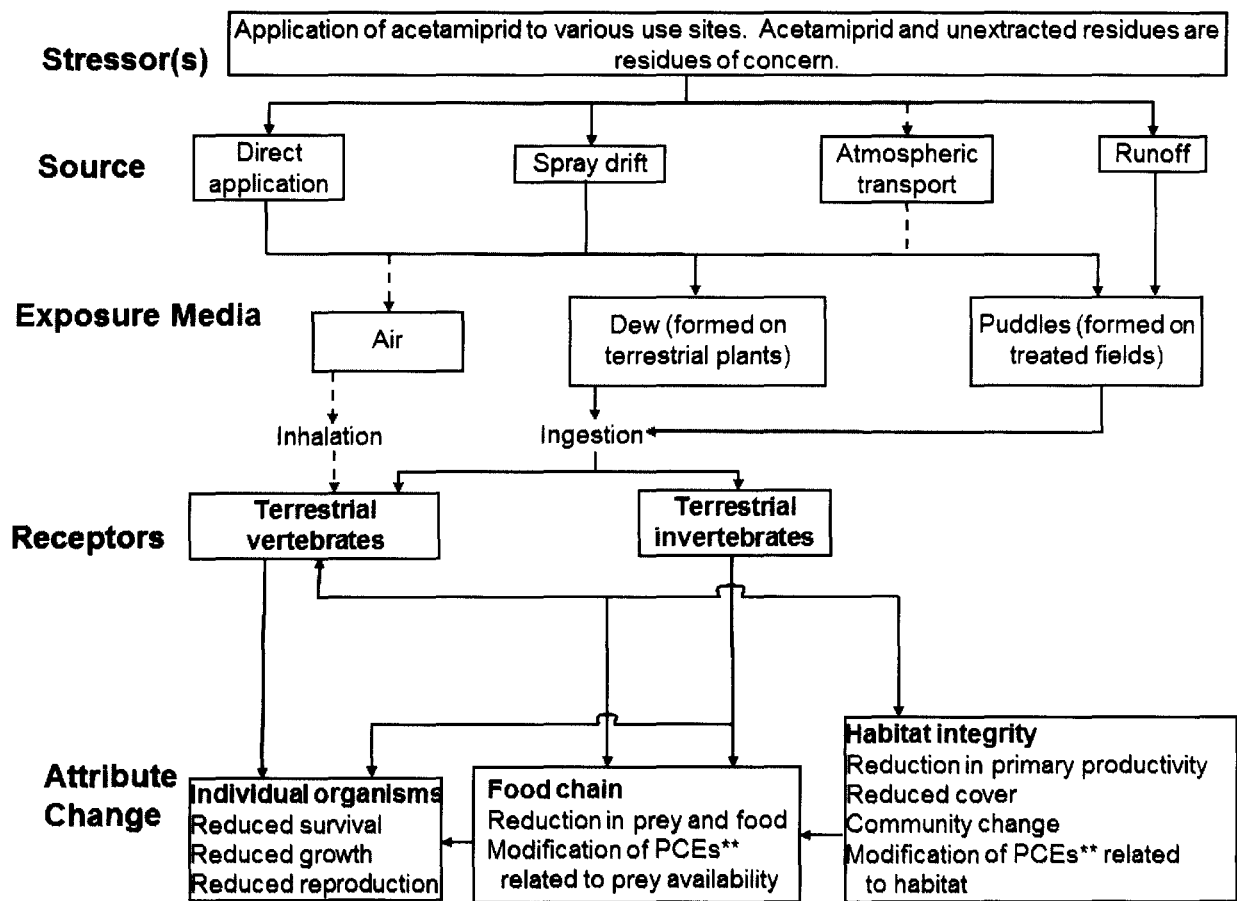 Stressor(s)
Application of acetamiprid to various use sites. Acetamiprid and unextracted residues are
residues of concern.
Source
Direct
application
Spray drift
Atmospheric
transport
Runoff
Exposure Media
Air
Dew (formed on
terrestrial plants)
Puddles (formed on
treated fields)
Inhalation
Ingestion
Receptors
Terrestrial
vertebrates
Terrestrial
invertebrates
Attribute
Change
Individual organisms
Reduced survival
Reduced growth
Reduced reproduction
Food chain
Reduction in prey and food
Modification of PCEs**
related to prey availability
Habitat integrity
Reduction in primary productivity
Reduced cover
Community change
Modification of PCEs** related
to habitat